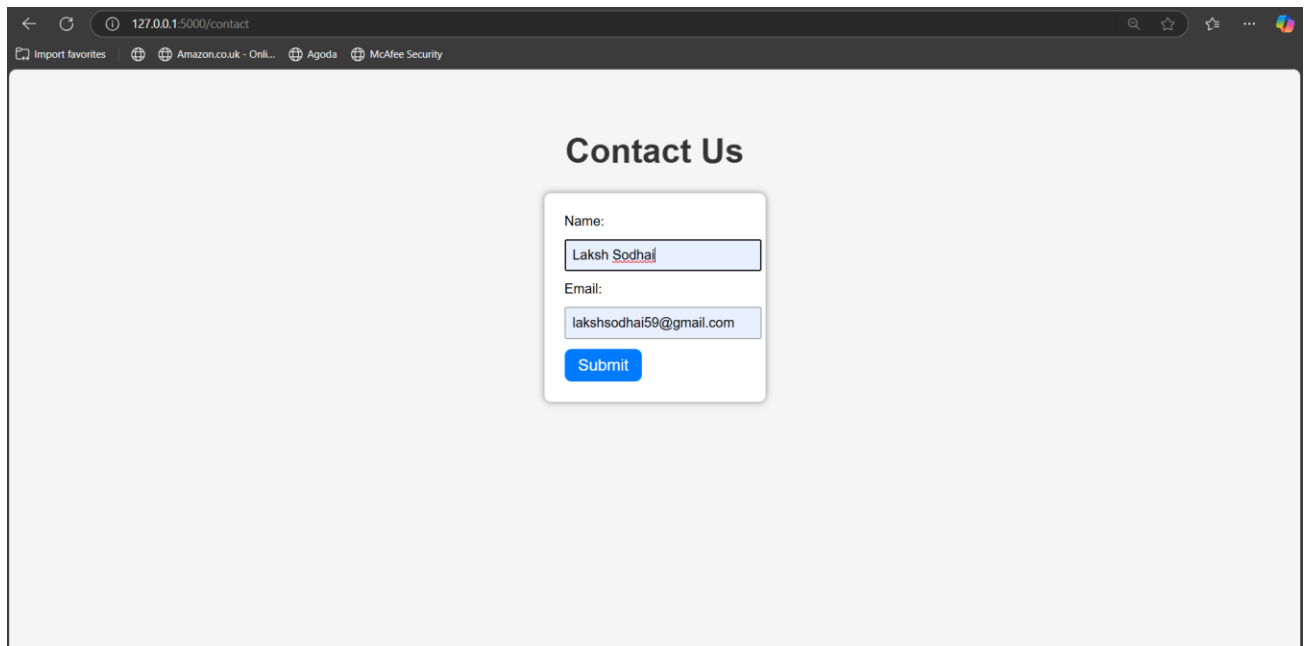 127.0.0.1:5000/contact
Import favorites Amazon.co.uk - Onli... Agoda McAfee Security
Contact Us
Name:
Laksh Sodhai
Email:
lakshsodhai59@gmail.com
Submit